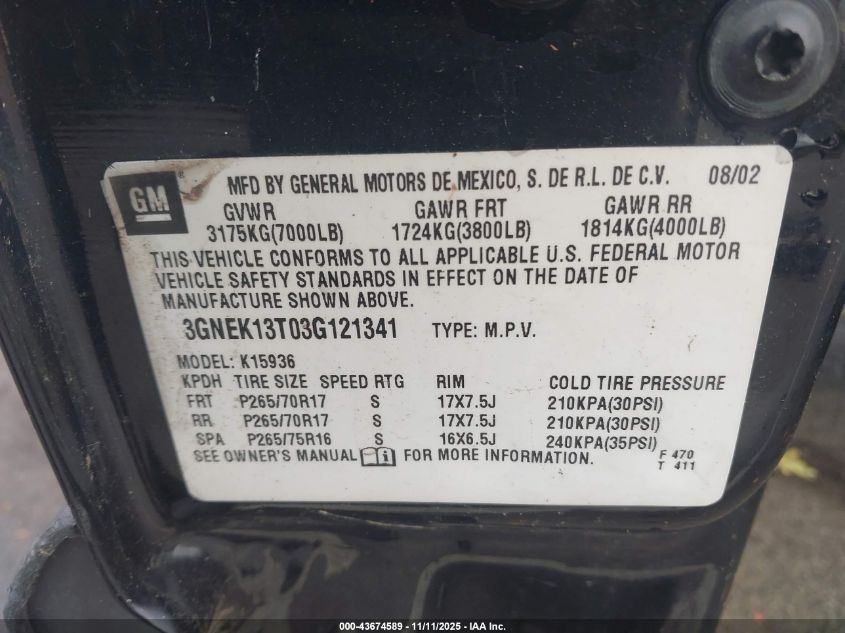 GM ® MFD BY GENERAL MOTORS DE MEXICO, S. DE R.L. DE C.V. 08/02
GVWR GAWR FRT GAWR RR
3175KG(7000LB) 1724KG(3800LB) 1814KG(4000LB)
THIS VEHICLE CONFORMS TO ALL APPLICABLE U.S. FEDERAL MOTOR
VEHICLE SAFETY STANDARDS IN EFFECT ON THE DATE OF
MANUFACTURE SHOWN ABOVE.
3GNEK13T03G121341 TYPE: M.P.V.
MODEL: K15936
KPDH TIRE SIZE SPEED RTG RIM COLD TIRE PRESSURE
FRT P265/70R17 S 17X7.5J 210KPA(30PSI)
RR P265/70R17 S 17X7.5J 210KPA(30PSI)
SPA P265/75R16 S 16X6.5J 240KPA(35PSI)
SEE OWNER'S MANUAL i FOR MORE INFORMATION. F 470
T 411
000-43674589 - 11/11/2025 - IAA Inc.